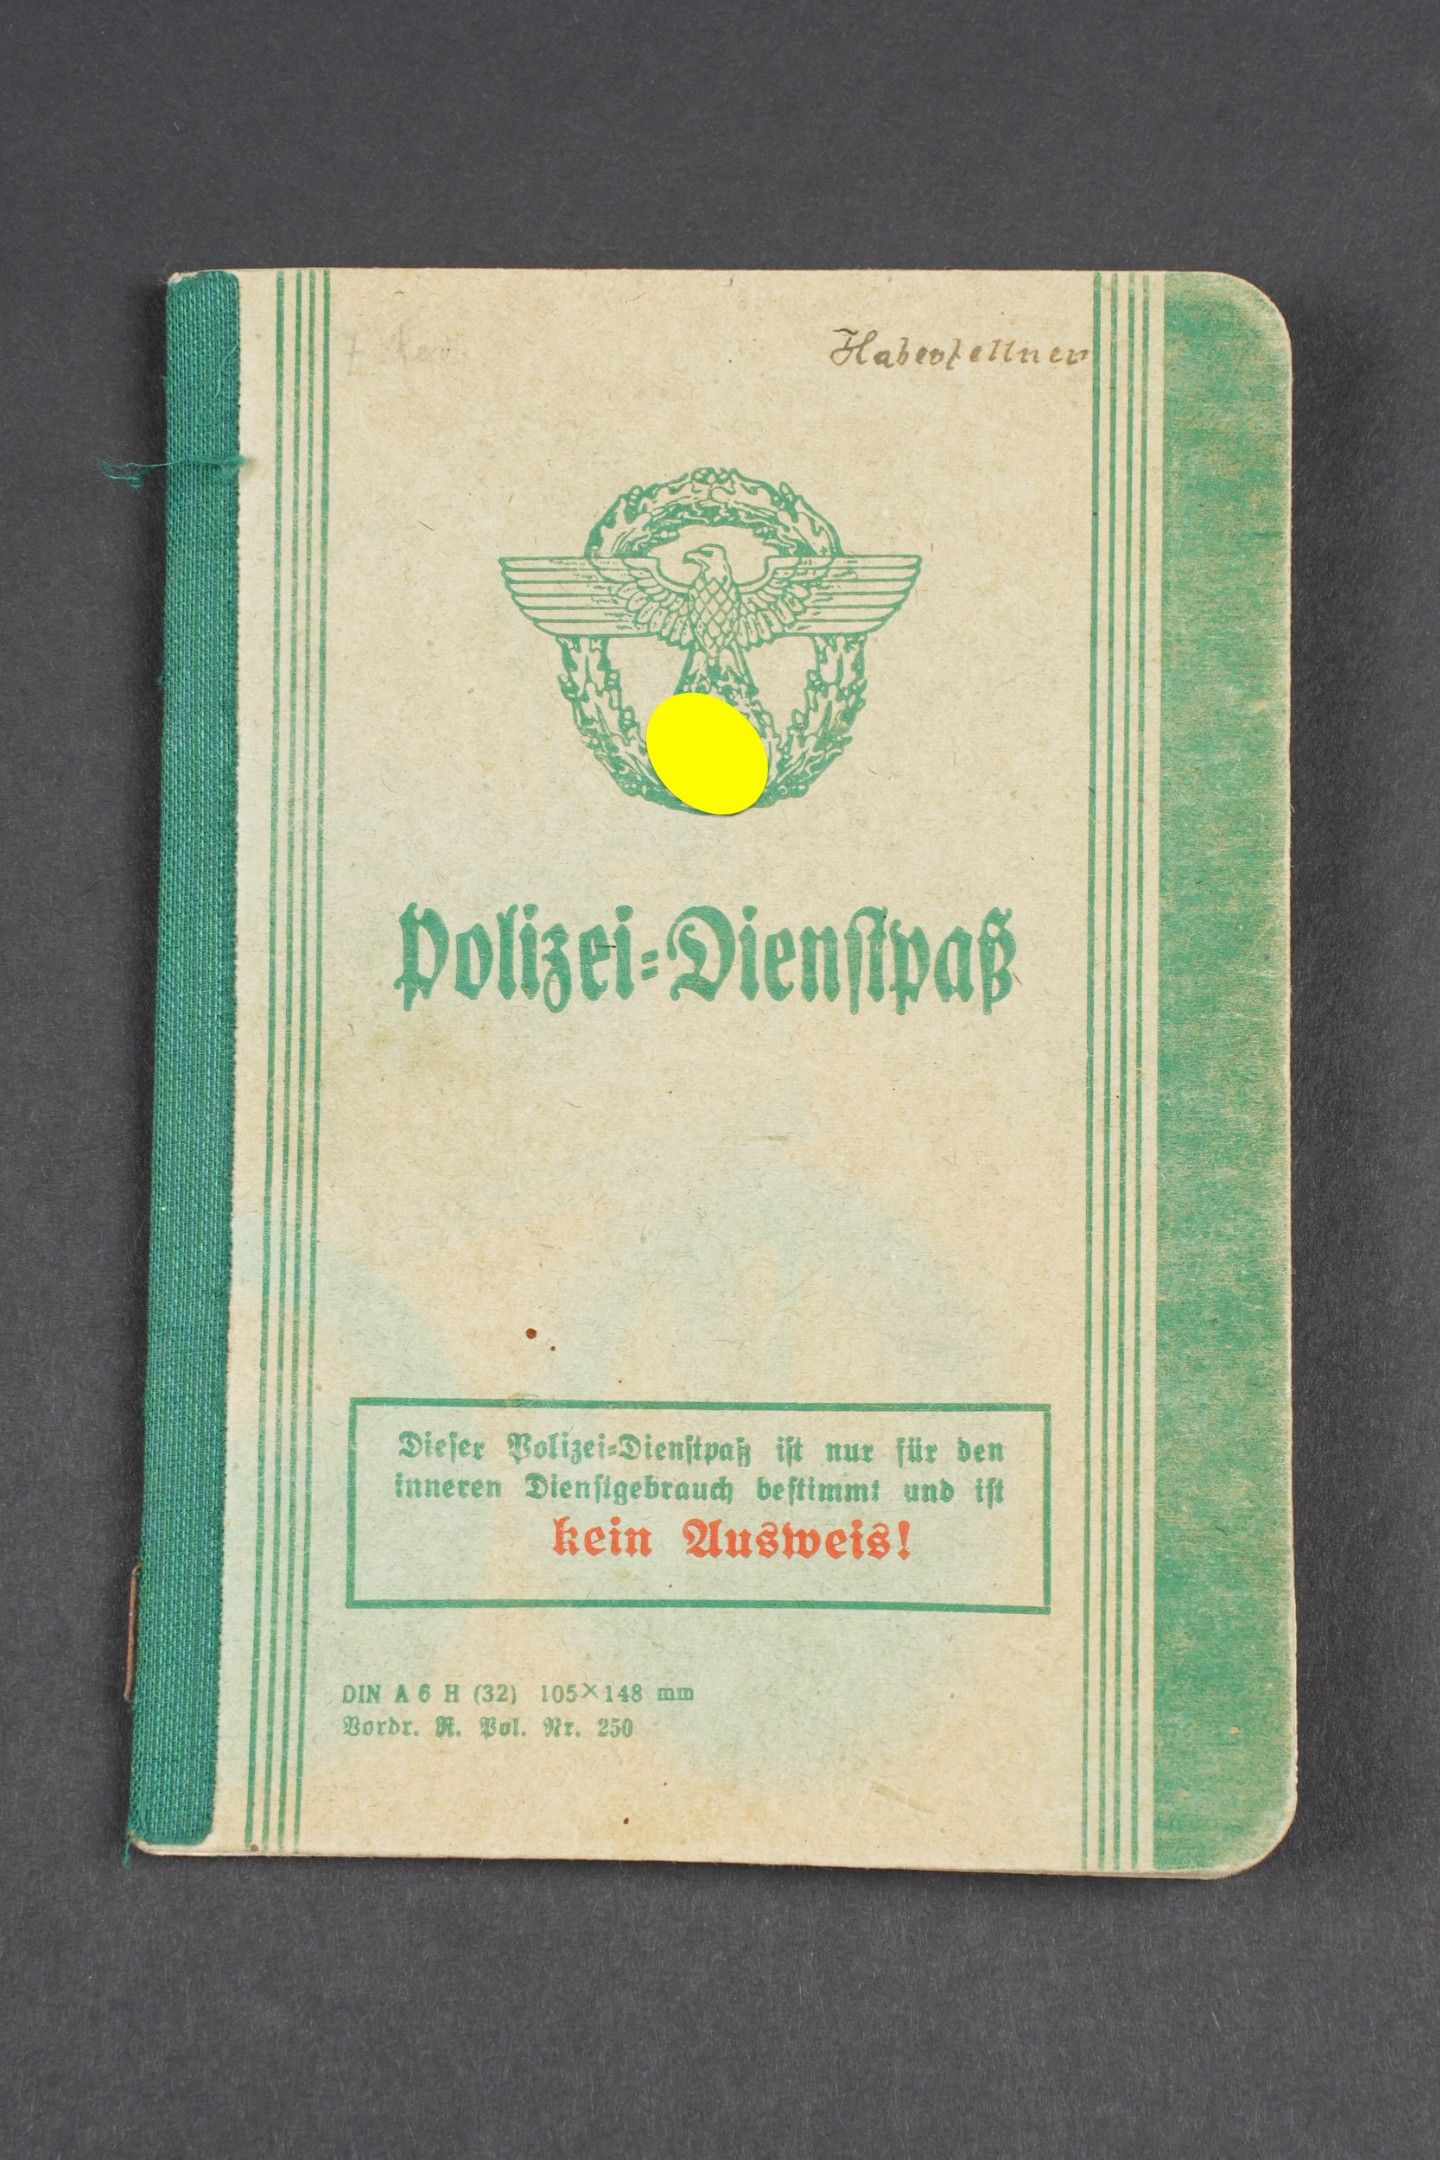 Haberfellner
Polizei=Dienstpaß
Dieser Polizei=Dienstpaß ist nur für den
inneren Dienstgebrauch bestimmt und ist
kein Ausweis!
DIN A 6 H (32) 105×148 mm
Vordr. R. Pol. Nr. 250